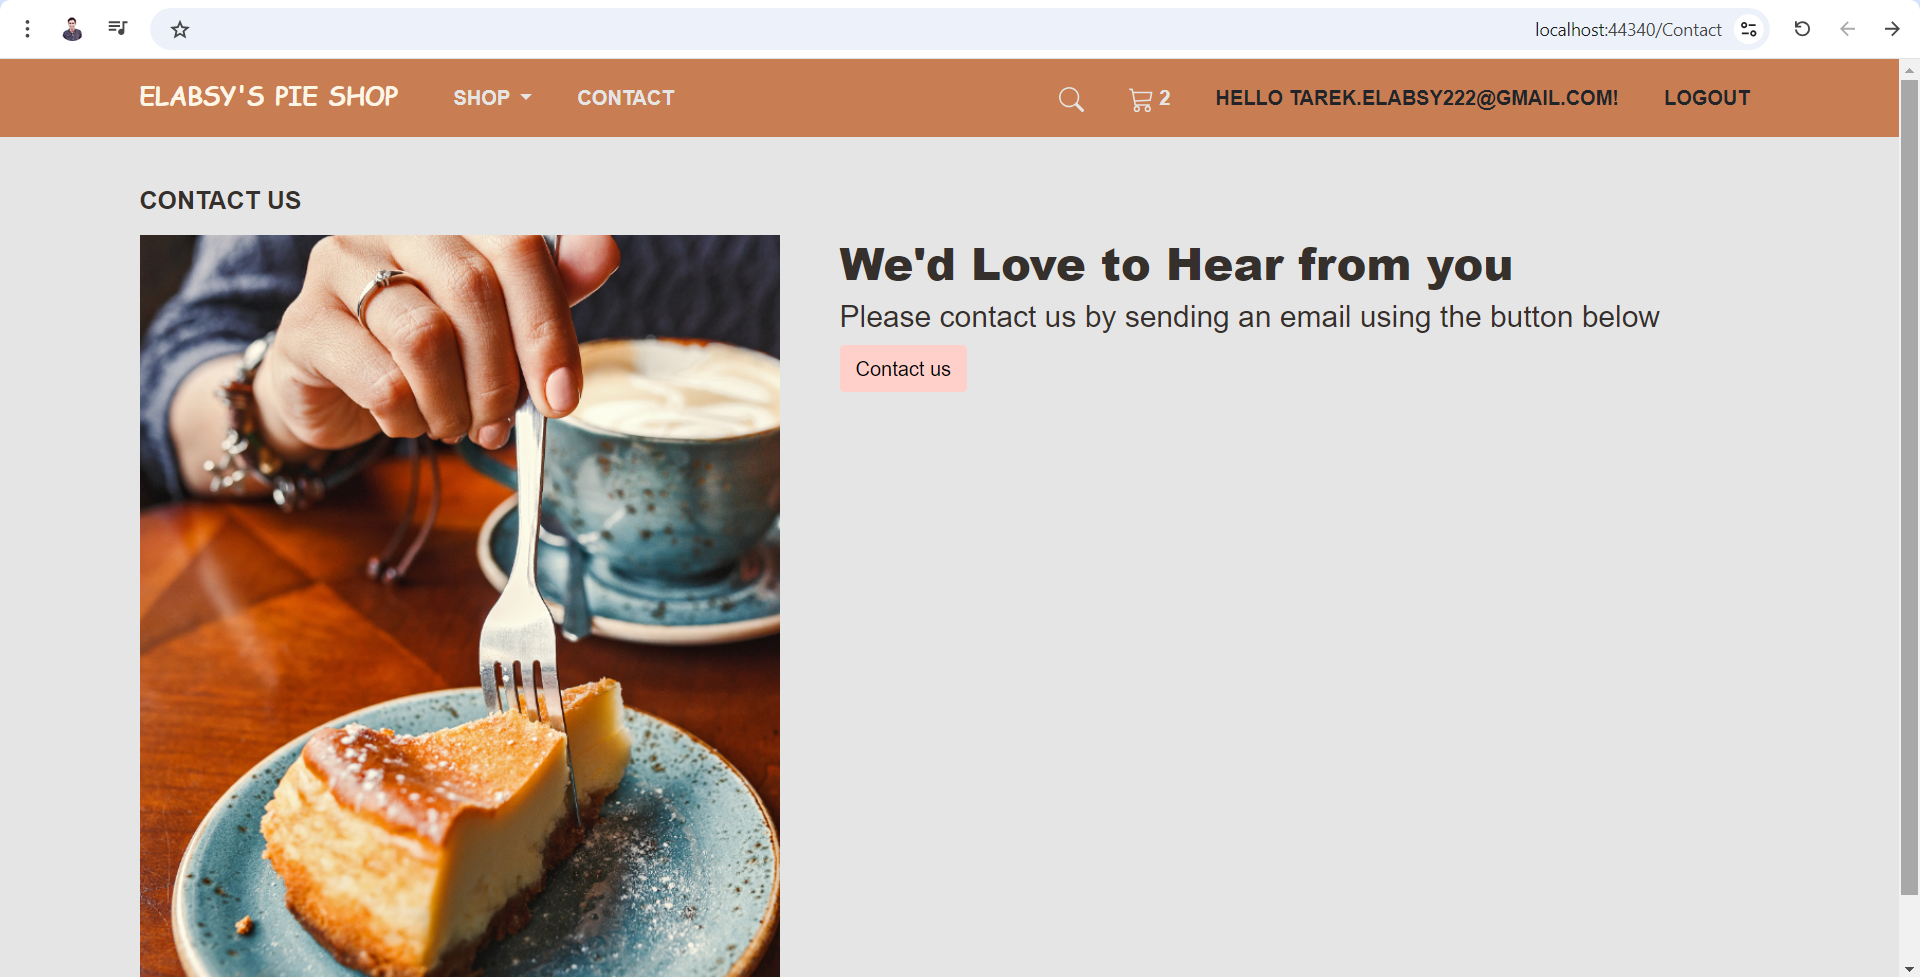 localhost:44340/Contact
ELABSY'S PIE SHOP
SHOP
CONTACT
2
HELLO TAREK.ELABSY222@GMAIL.COM!
LOGOUT
CONTACT US
We'd Love to Hear from you
Please contact us by sending an email using the button below
Contact us